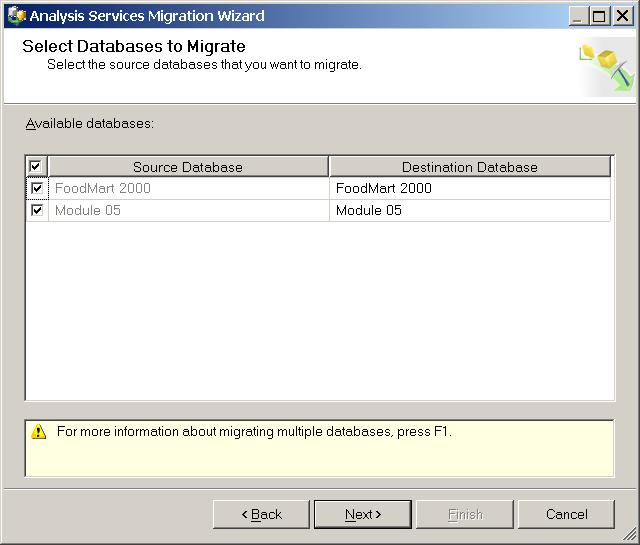 Analysis Services Migration Wizard
Select Databases to Migrate
Select the source databases that you want to migrate.
Available databases:
Source Database Destination Database
FoodMart 2000 FoodMart 2000
Module 05 Module 05
For more information about migrating multiple databases, press F1.
< Back Next > Finish Cancel